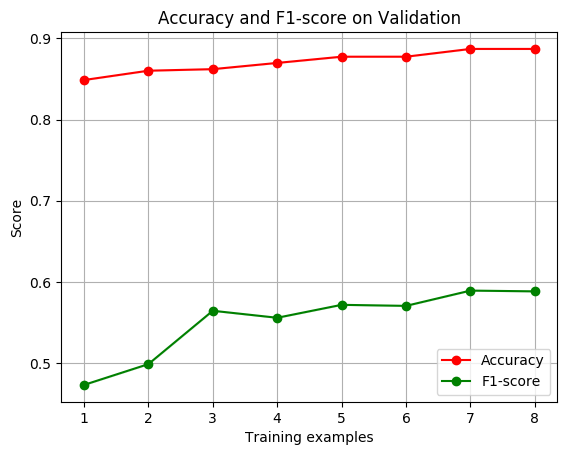 Accuracy and F1-score on Validation
Score
0.9
0.8
0.7
0.6
0.5
Accuracy
F1-score
1 2 3 4 5 6 7 8
Training examples